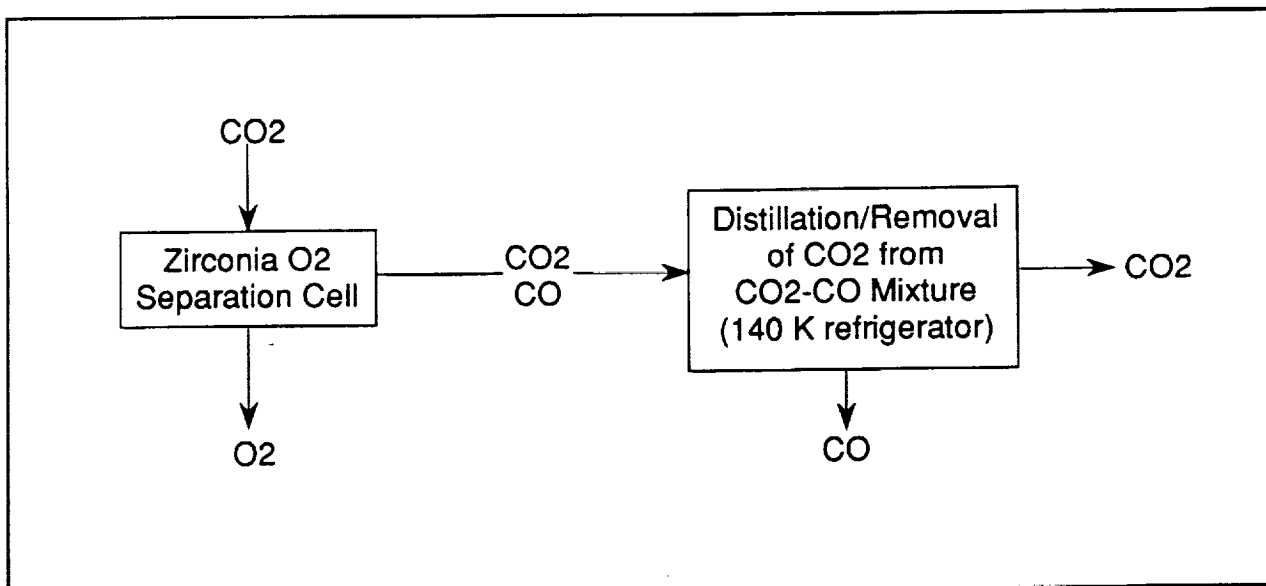 CO2
Zirconia O2
Separation Cell
O2
CO2
CO
Distillation/Removal
of CO2 from
CO2-CO Mixture
(140 K refrigerator)
CO2
CO